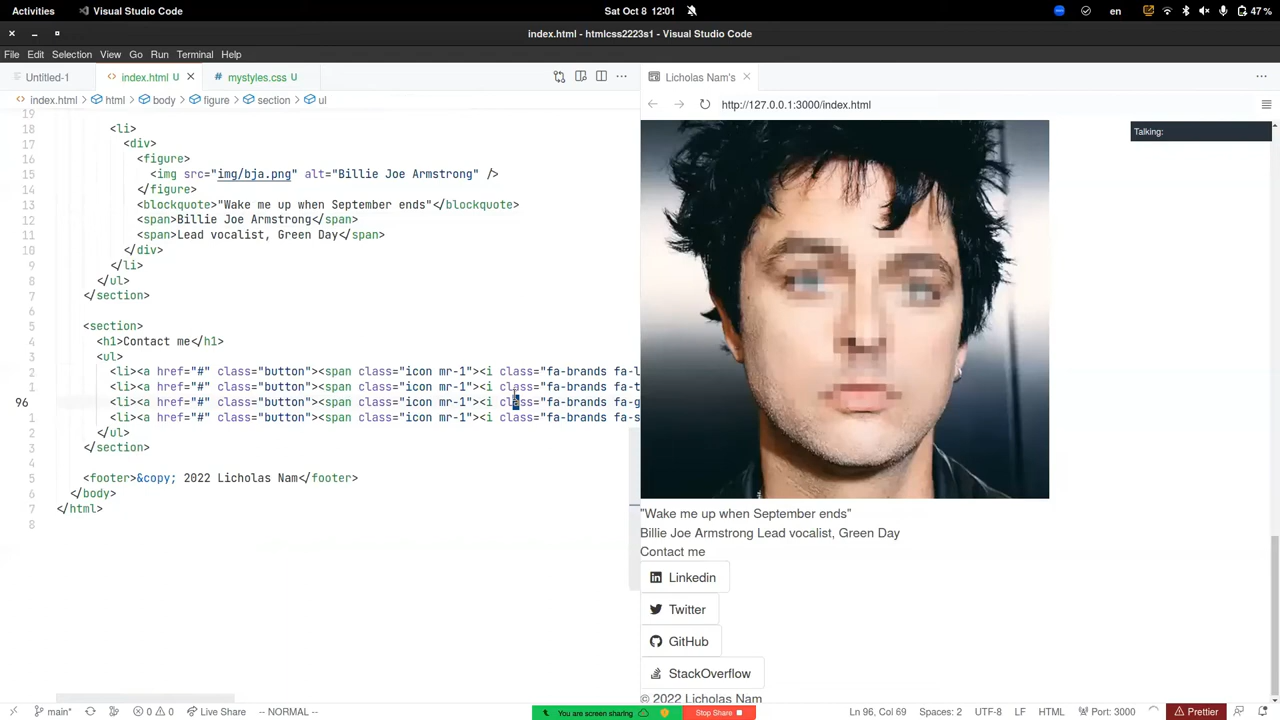 Activities Visual Studio Code Sat Oct 8 12:01 en 47 %
index.html - htmlcss2223s1 - Visual Studio Code
File Edit Selection View Go Run Terminal Help
Untitled-1 index.html U mystyles.css U Licholas Nam's
index.html > html > body > figure > section > ul http://127.0.0.1:3000/index.html
Talking:
19
18 <li>
17 <div>
16 <figure>
15 <img src="img/bja.png" alt="Billie Joe Armstrong" />
14 </figure>
13 <blockquote>"Wake me up when September ends"</blockquote>
12 <span>Billie Joe Armstrong</span>
11 <span>Lead vocalist, Green Day</span>
10 </div>
9 </li>
8 </ul>
7 </section>
6
5 <section>
4 <h1>Contact me</h1>
3 <ul>
2 <li><a href="#" class="button"><span class="icon mr-1"><i class="fa-brands fa-l
1 <li><a href="#" class="button"><span class="icon mr-1"><i class="fa-brands fa-t
96 <li><a href="#" class="button"><span class="icon mr-1"><i class="fa-brands fa-g
1 <li><a href="#" class="button"><span class="icon mr-1"><i class="fa-brands fa-s
2 </ul>
3 </section>
4
5 <footer>&copy; 2022 Licholas Nam</footer>
6 </body>
7 </html>
8
"Wake me up when September ends"
Billie Joe Armstrong Lead vocalist, Green Day
Contact me
Linkedin
Twitter
GitHub
StackOverflow
© 2022 Licholas Nam
main* 0 0 Live Share -- NORMAL -- You are screen sharing Stop Share Ln 96, Col 69 Spaces: 2 UTF-8 LF HTML Port: 3000 Prettier